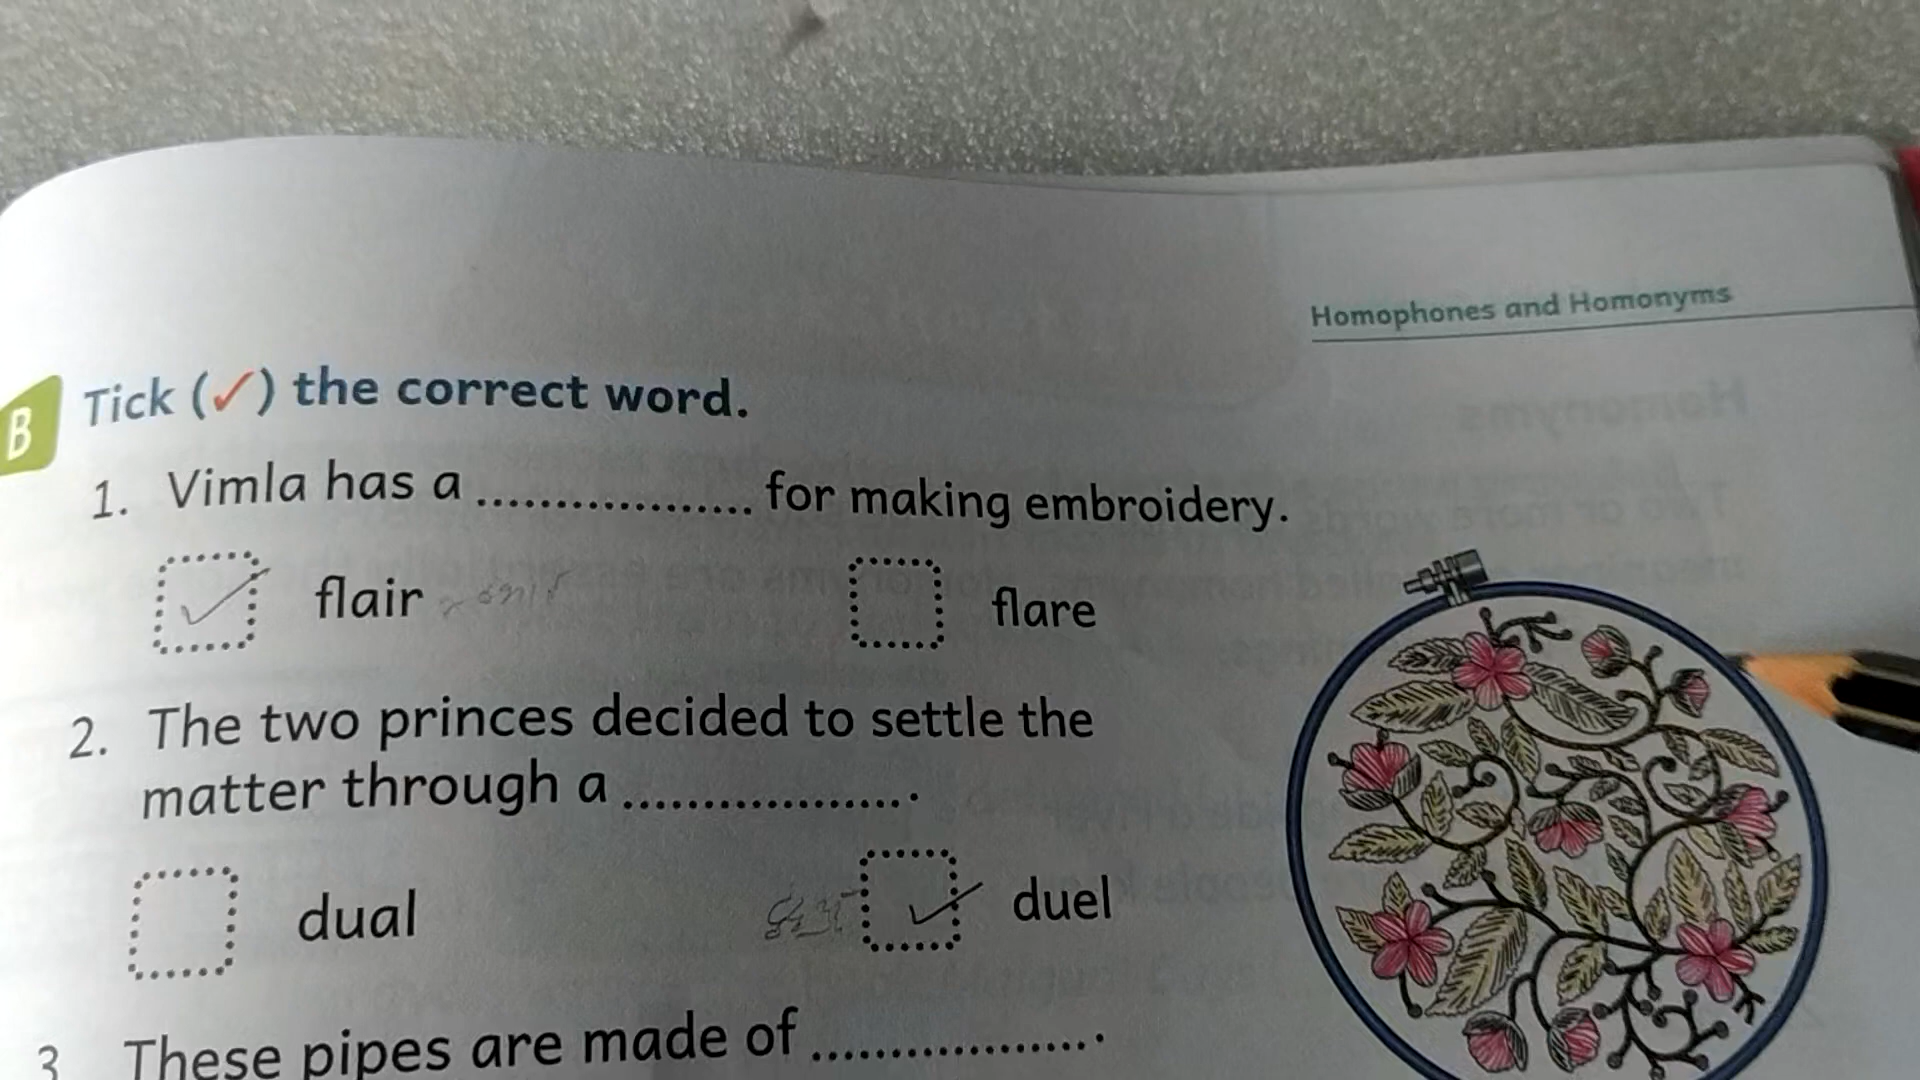 Homophones and Homonyms
B Tick (✓) the correct word.
1. Vimla has a .................. for making embroidery.
✓ flair
flare
2. The two princes decided to settle the
matter through a ...................
dual
✓ duel
3 These pipes are made of ...................